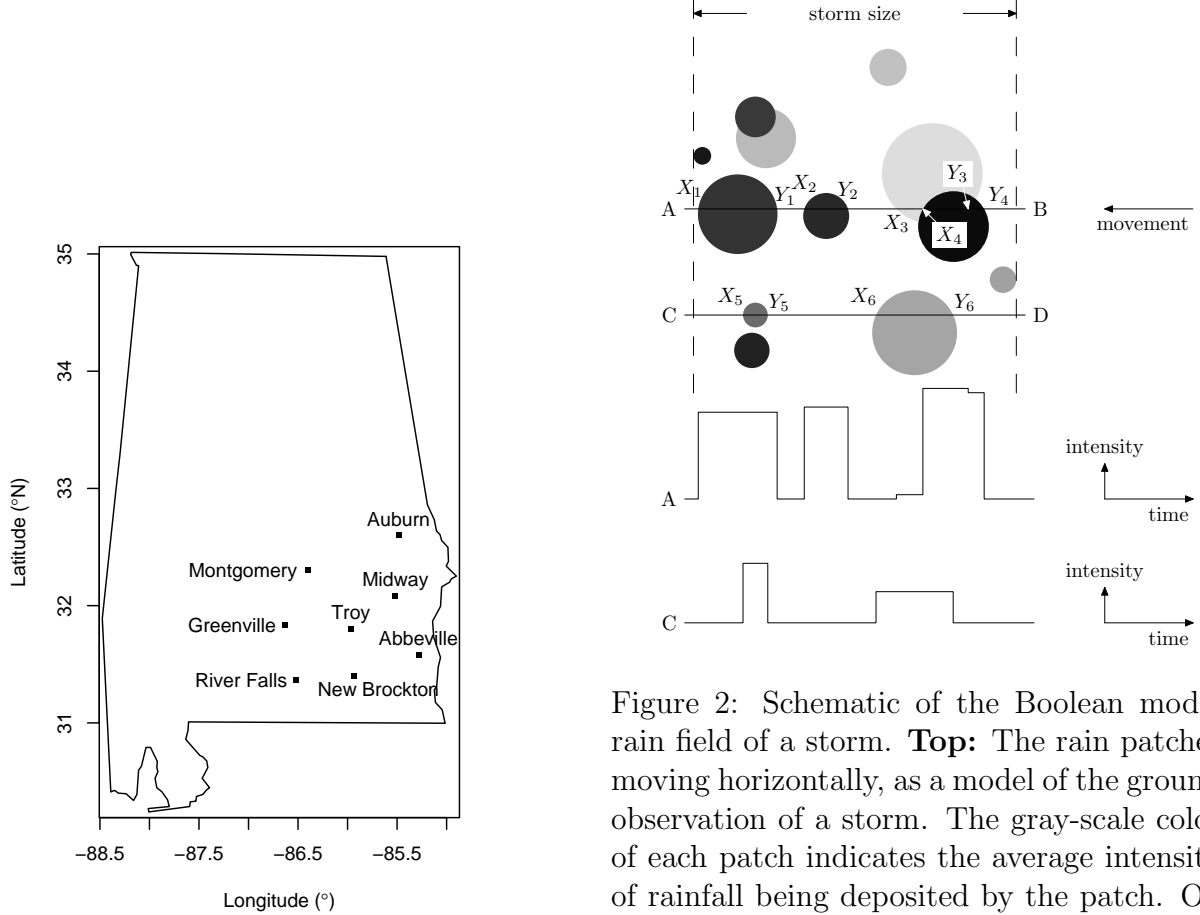 35
34
33
32
31
Latitude (°N)
Auburn
Montgomery
Midway
Troy
Greenville
Abbeville
River Falls
New Brockton
−88.5 −87.5 −86.5 −85.5
Longitude (°)
storm size
X1 Y1 X2 Y2 Y3 Y4
A B
X3 X4
movement
X5 Y5 X6 Y6
C D
intensity
A
time
intensity
C
time
Figure 2: Schematic of the Boolean mod
rain field of a storm. Top: The rain patche
moving horizontally, as a model of the groun
observation of a storm. The gray-scale colo
of each patch indicates the average intensit
of rainfall being deposited by the patch. O